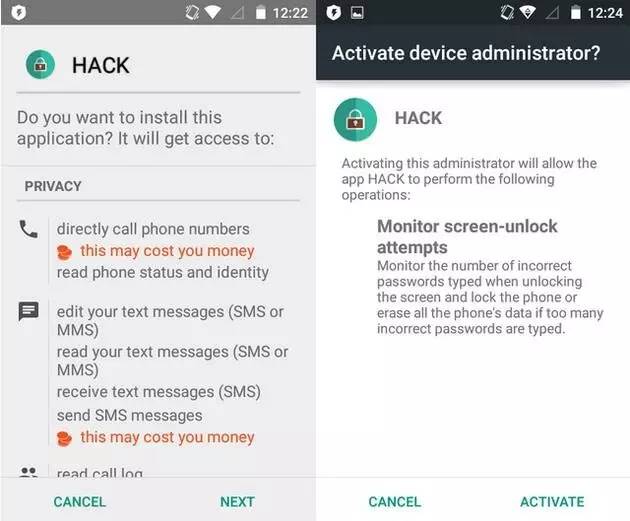 12:22
HACK
Do you want to install this
application? It will get access to:
PRIVACY
directly call phone numbers
this may cost you money
read phone status and identity
edit your text messages (SMS or
MMS)
read your text messages (SMS or
MMS)
receive text messages (SMS)
send SMS messages
this may cost you money
read call log
CANCEL
NEXT
12:24
Activate device administrator?
HACK
Activating this administrator will allow the
app HACK to perform the following
operations:
Monitor screen-unlock
attempts
Monitor the number of incorrect
passwords typed when unlocking
the screen and lock the phone or
erase all the phone's data if too many
incorrect passwords are typed.
CANCEL
ACTIVATE